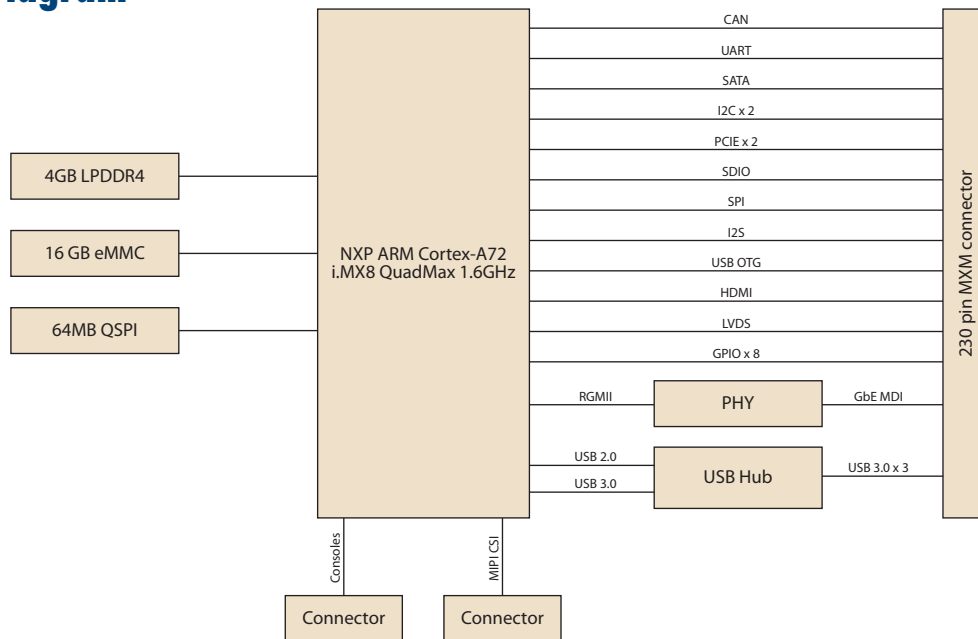 CAN
UART
SATA
I2C x 2
PCIE x 2
4GB LPDDR4
SDIO
SPI
16 GB eMMC
NXP ARM Cortex-A72
i.MX8 QuadMax 1.6GHz
I2S
USB OTG
HDMI
64MB QSPI
LVDS
GPIO x 8
230 pin MXM connector
RGMII
PHY
GbE MDI
USB 2.0
USB 3.0
USB Hub
USB 3.0 x 3
Consoles
MIPI CSI
Connector
Connector